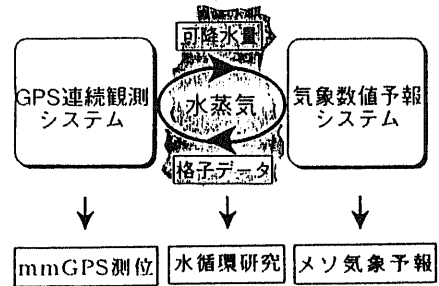 可降水量
GPS連続観測
システム
水蒸気
気象数値予報
システム
格子データ
mmGPS測位
水循環研究
メソ気象予報